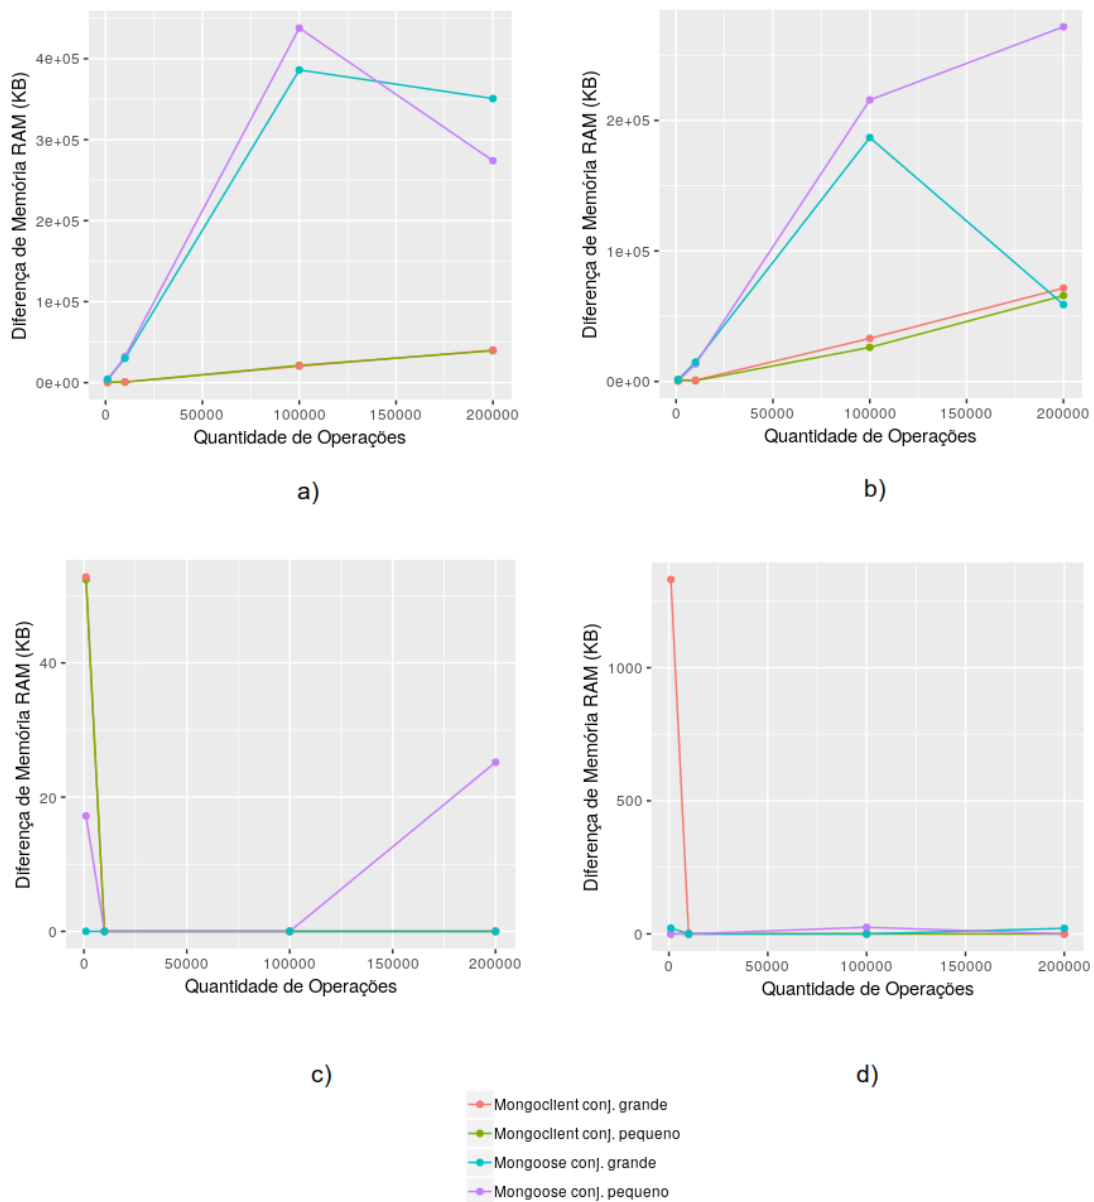 4e+05
3e+05
2e+05
1e+05
0e+00
Diferença de Memória RAM (KB)
0 50000 100000 150000 200000
Quantidade de Operações
a)
2e+05
1e+05
0e+00
Diferença de Memória RAM (KB)
0 50000 100000 150000 200000
Quantidade de Operações
b)
40
20
0
Diferença de Memória RAM (KB)
0 50000 100000 150000 200000
Quantidade de Operações
c)
1000
500
0
Diferença de Memória RAM (KB)
0 50000 100000 150000 200000
Quantidade de Operações
d)
Mongoclient conj. grande
Mongoclient conj. pequeno
Mongoose conj. grande
Mongoose conj. pequeno